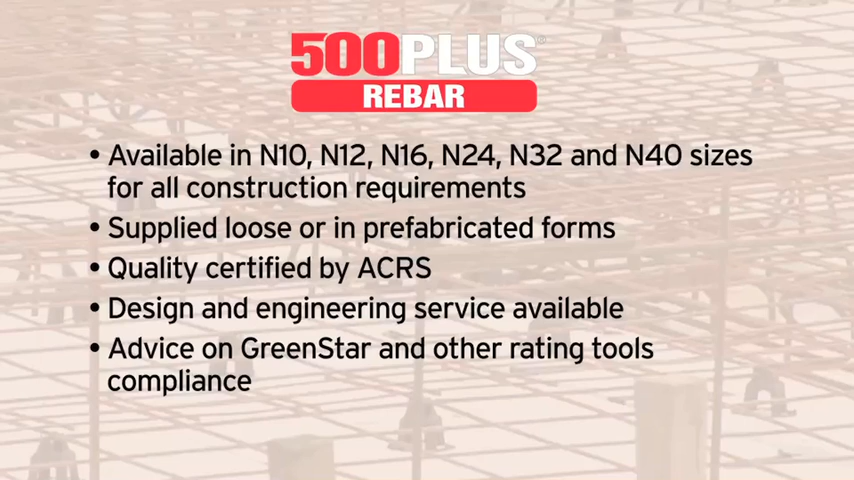 500PLUS
REBAR
• Available in N10, N12, N16, N24, N32 and N40 sizes
for all construction requirements
• Supplied loose or in prefabricated forms
• Quality certified by ACRS
• Design and engineering service available
• Advice on GreenStar and other rating tools
compliance